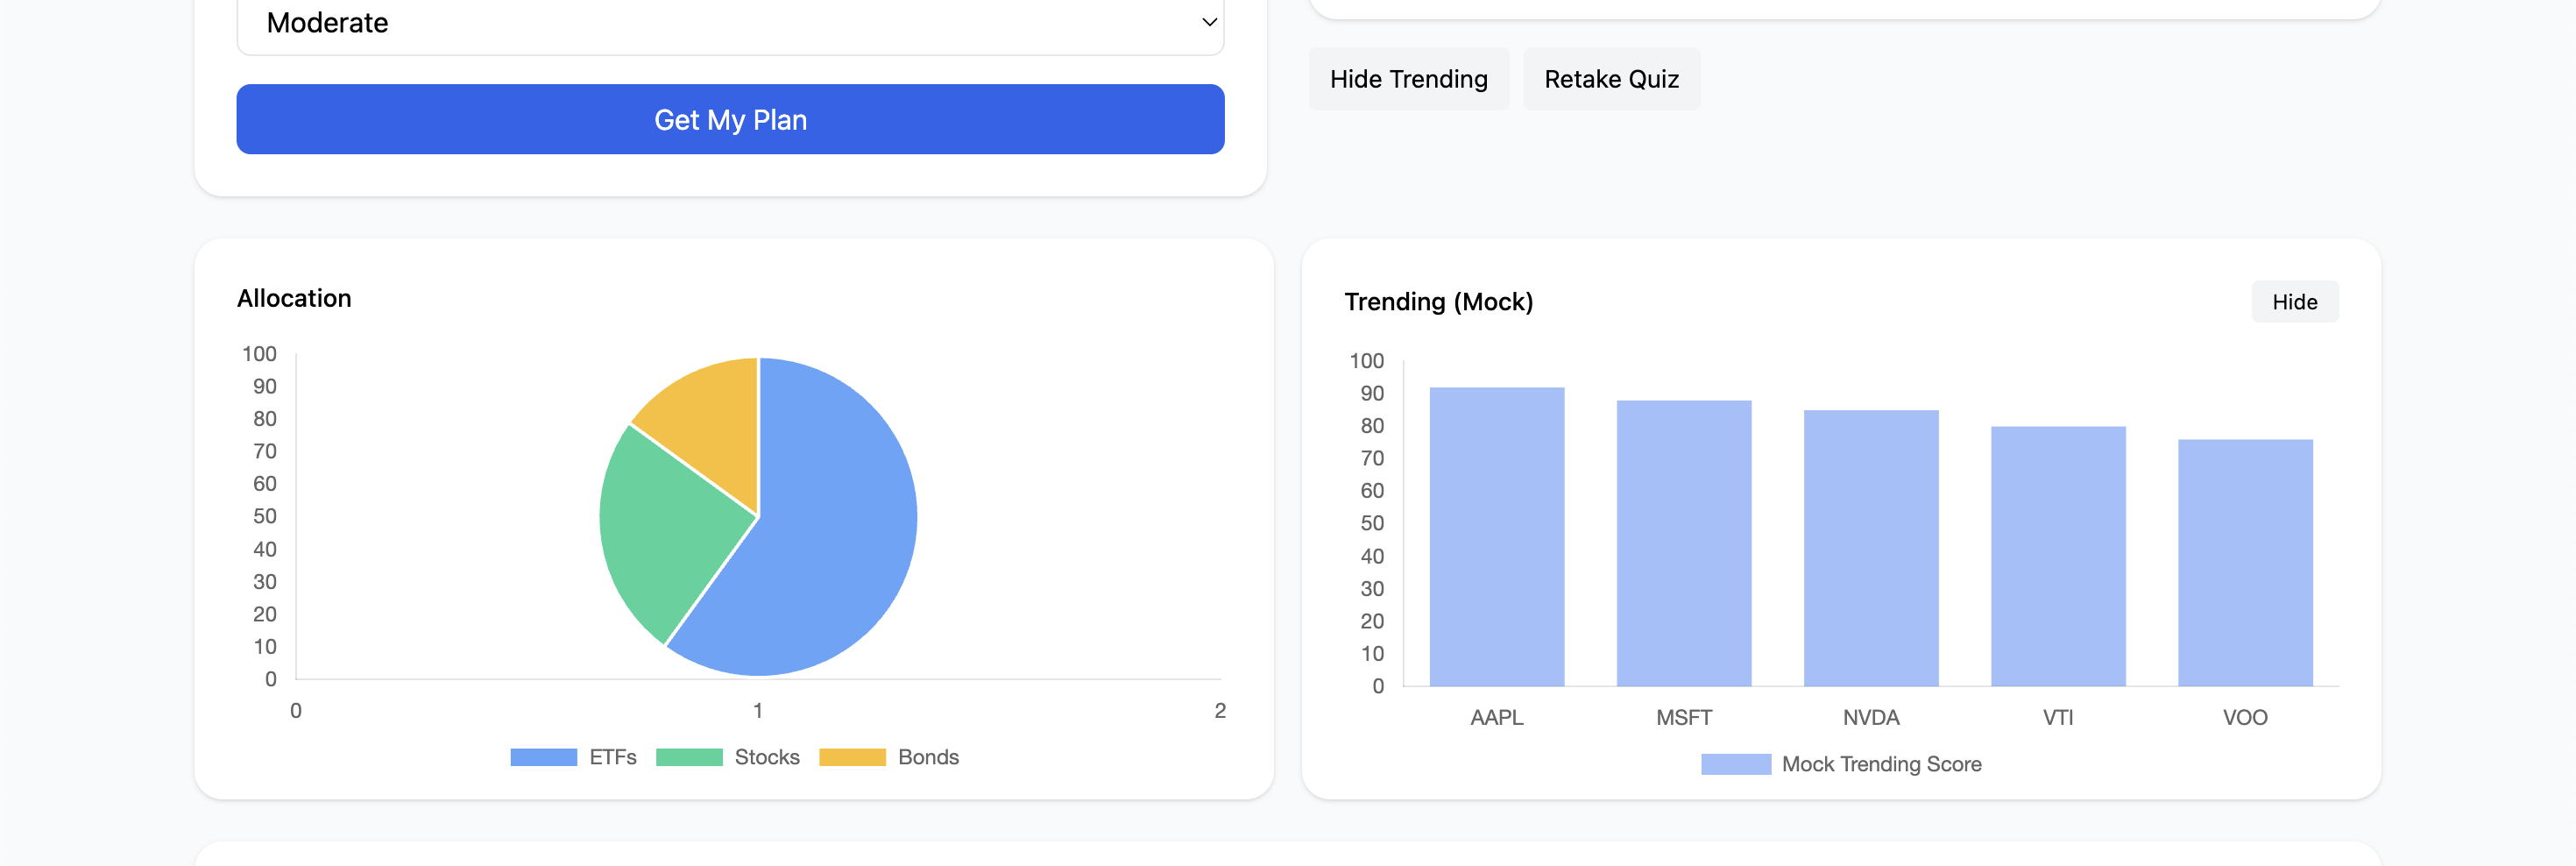 Moderate
Get My Plan
Hide Trending
Retake Quiz
Allocation
100
90
80
70
60
50
40
30
20
10
0
0 1 2
ETFs Stocks Bonds
Trending (Mock)
Hide
100
90
80
70
60
50
40
30
20
10
0
AAPL MSFT NVDA VTI VOO
Mock Trending Score